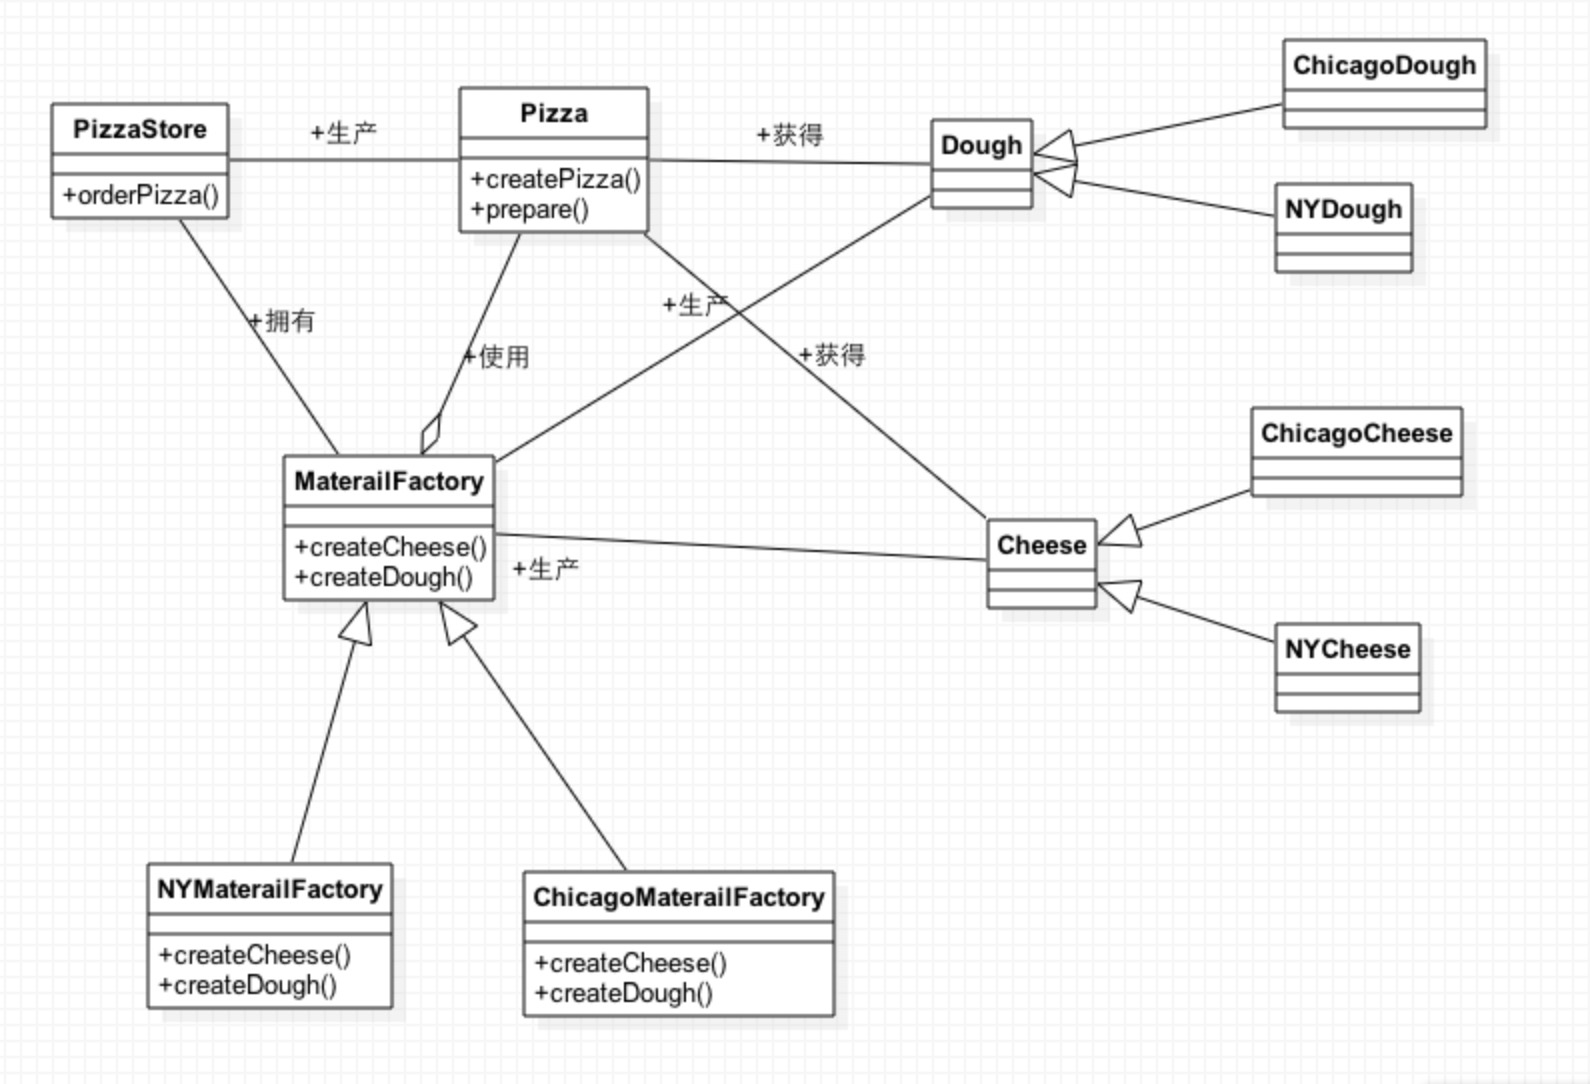 ChicagoDough
Pizza
PizzaStore
+生产
+获得
Dough
+createPizza()
+orderPizza()
+prepare()
NYDough
+生产
+拥有
+使用
+获得
ChicagoCheese
MaterailFactory
+createCheese()
+createDough()
Cheese
+生产
NYCheese
NYMaterailFactory
ChicagoMaterailFactory
+createCheese()
+createDough()
+createCheese()
+createDough()